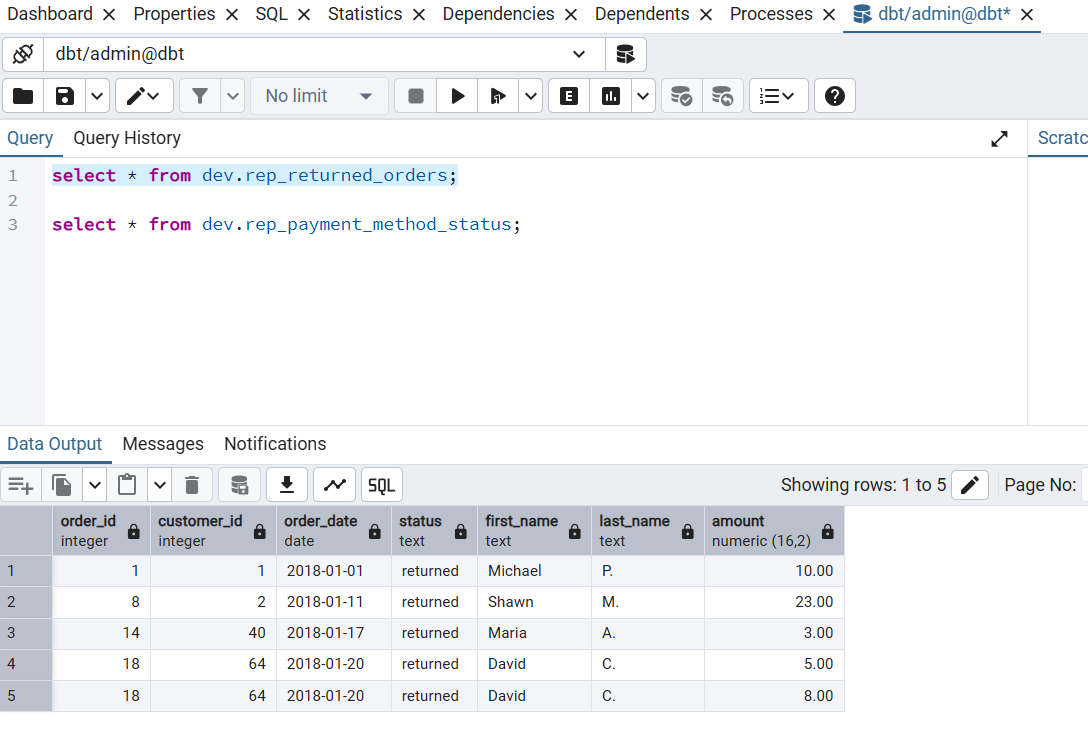 Dashboard Properties SQL Statistics Dependencies Dependents Processes dbt/admin@dbt*
dbt/admin@dbt
No limit E
Query Query History Scratc
1 select * from dev.rep_returned_orders;
2
3 select * from dev.rep_payment_method_status;
Data Output Messages Notifications
SQL Showing rows: 1 to 5 Page No:
order_id customer_id order_date status first_name last_name amount
integer integer date text text text numeric (16,2)
1 1 1 2018-01-01 returned Michael P. 10.00
2 8 2 2018-01-11 returned Shawn M. 23.00
3 14 40 2018-01-17 returned Maria A. 3.00
4 18 64 2018-01-20 returned David C. 5.00
5 18 64 2018-01-20 returned David C. 8.00